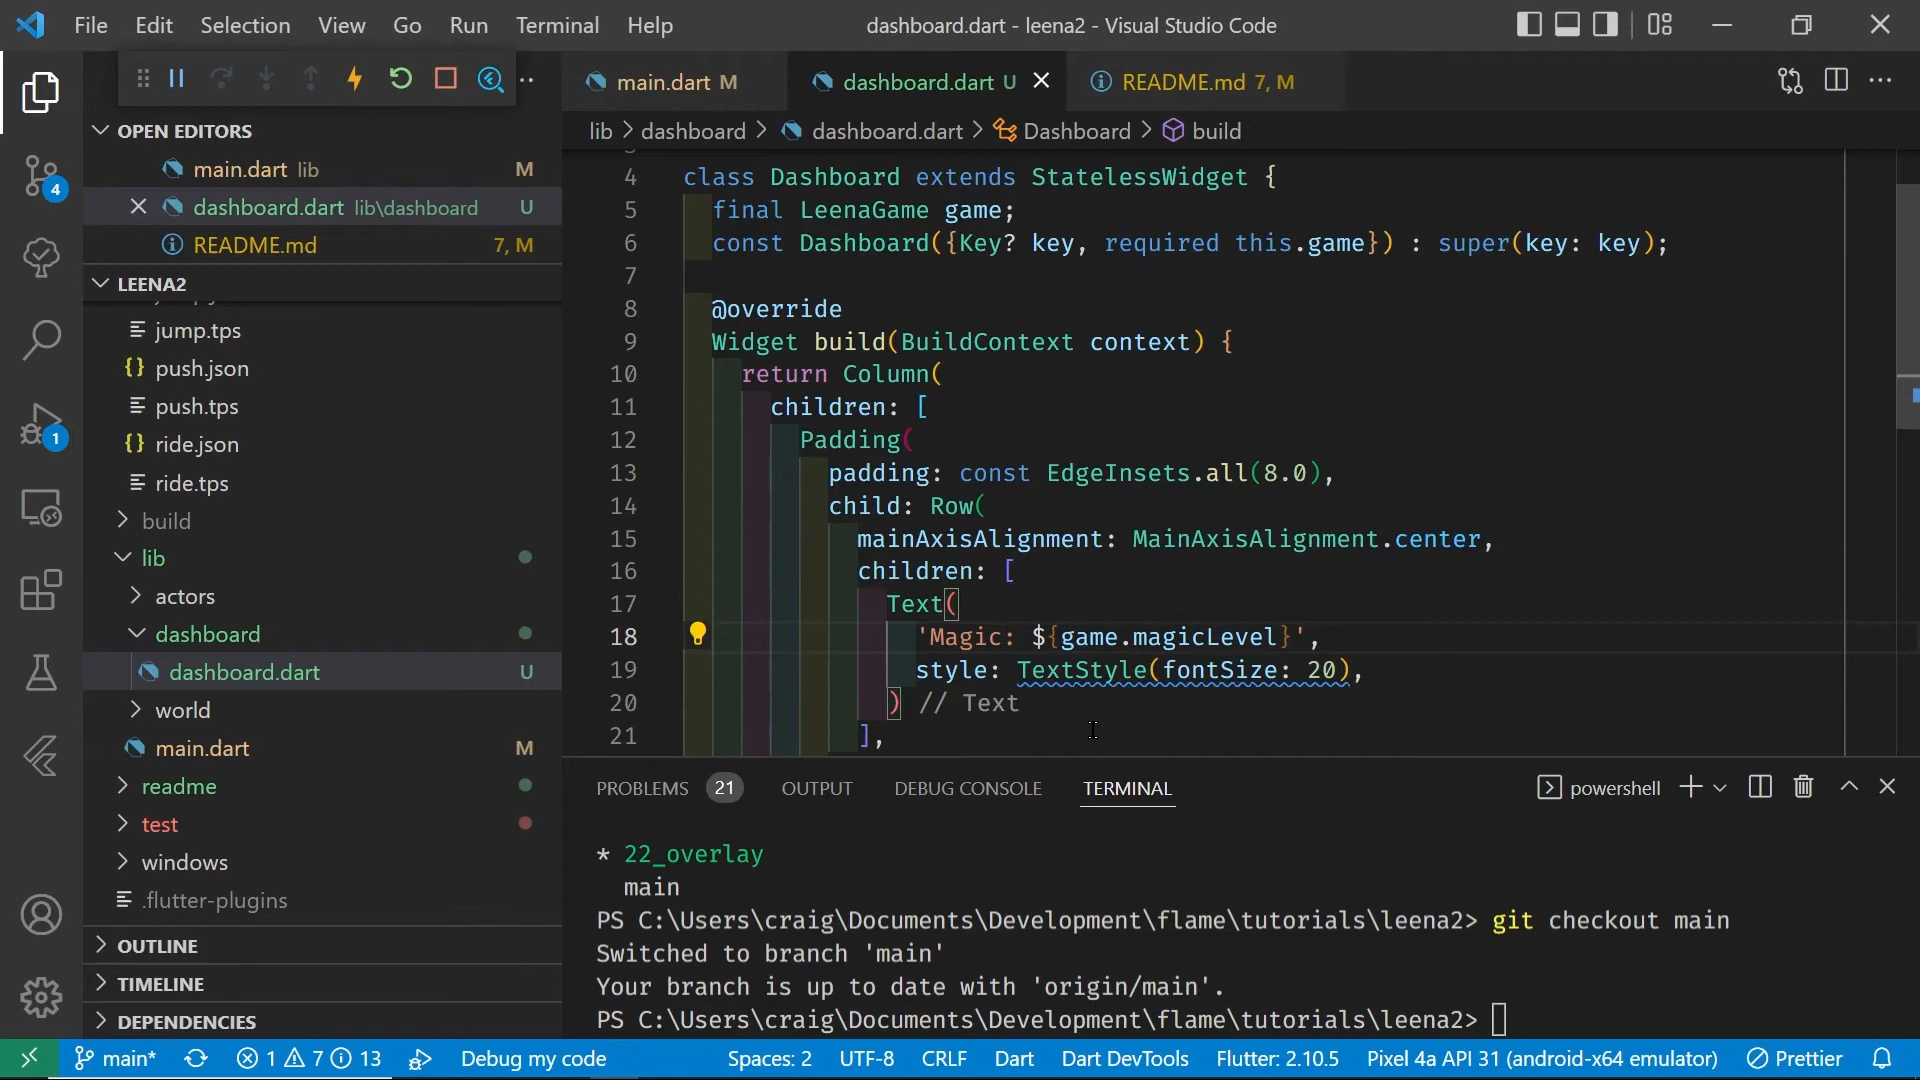 File Edit Selection View Go Run Terminal Help
dashboard.dart - leena2 - Visual Studio Code
main.dart M
dashboard.dart U
README.md 7, M
lib > dashboard > dashboard.dart > Dashboard > build
OPEN EDITORS
main.dart lib M
dashboard.dart lib\dashboard U
README.md 7, M
LEENA2
jump.tps
{} push.json
push.tps
{} ride.json
ride.tps
build
lib
actors
dashboard
dashboard.dart U
world
main.dart M
readme
test
windows
.flutter-plugins
OUTLINE
TIMELINE
DEPENDENCIES
4
1
4 class Dashboard extends StatelessWidget {
5 final LeenaGame game;
6 const Dashboard({Key? key, required this.game}) : super(key: key);
7
8 @override
9 Widget build(BuildContext context) {
10 return Column(
11 children: [
12 Padding(
13 padding: const EdgeInsets.all(8.0),
14 child: Row(
15 mainAxisAlignment: MainAxisAlignment.center,
16 children: [
17 Text(
18 'Magic: ${game.magicLevel}',
19 style: TextStyle(fontSize: 20),
20 ) // Text
21 ],
PROBLEMS 21 OUTPUT DEBUG CONSOLE TERMINAL
powershell
* 22_overlay
main
PS C:\Users\craig\Documents\Development\flame\tutorials\leena2> git checkout main
Switched to branch 'main'
Your branch is up to date with 'origin/main'.
PS C:\Users\craig\Documents\Development\flame\tutorials\leena2>
main* 1 7 13 Debug my code Spaces: 2 UTF-8 CRLF Dart Dart DevTools Flutter: 2.10.5 Pixel 4a API 31 (android-x64 emulator) Prettier